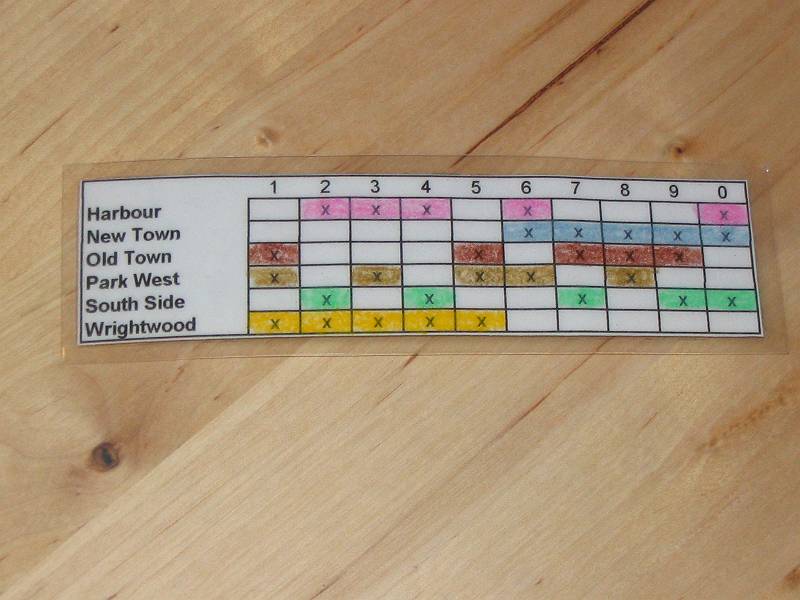 1 2 3 4 5 6 7 8 9 0
Harbour X X X X X
New Town X X X X X
Old Town X X X X X
Park West X X X X X
South Side X X X X X
Wrightwood X X X X X